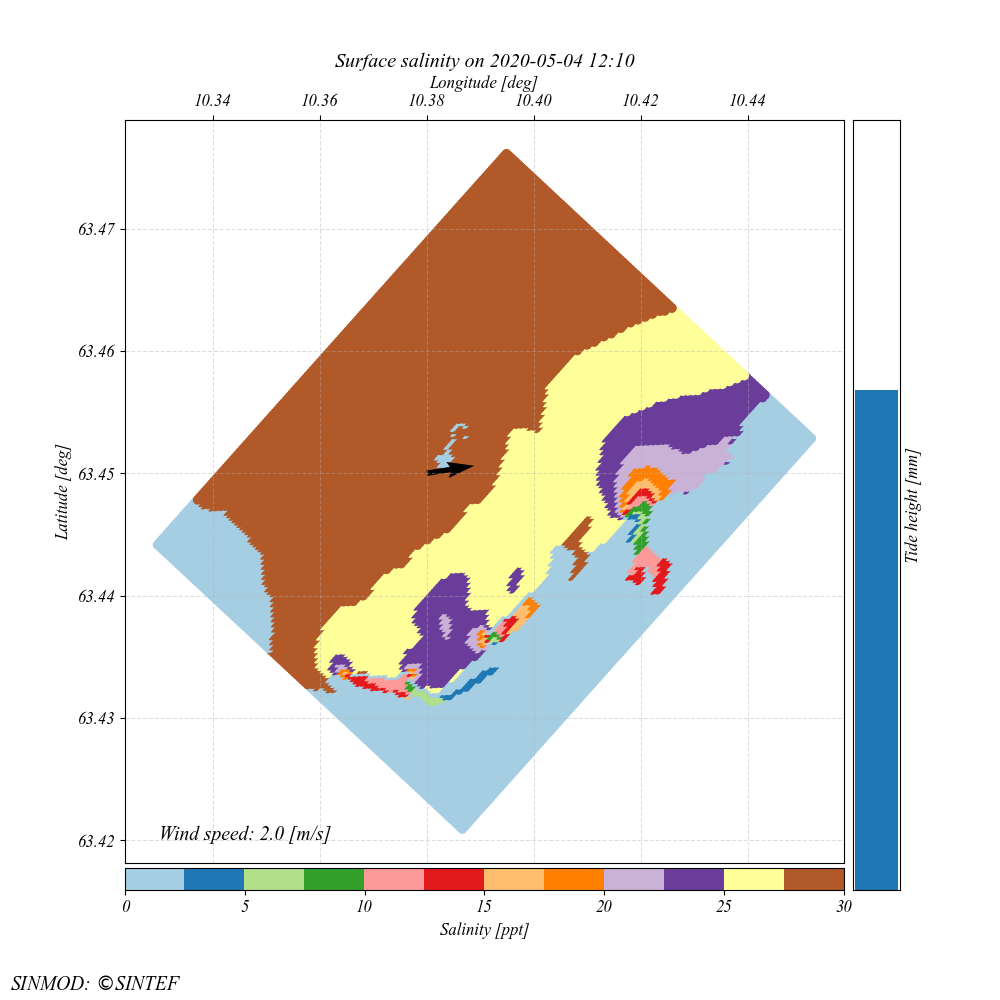 Surface salinity on 2020-05-04 12:10
Longitude [deg]
10.34 10.36 10.38 10.40 10.42 10.44
63.47
63.46
63.45
63.44
63.43
63.42
Latitude [deg]
Tide height [mm]
Wind speed: 2.0 [m/s]
0 5 10 15 20 25 30
Salinity [ppt]
SINMOD: ©SINTEF